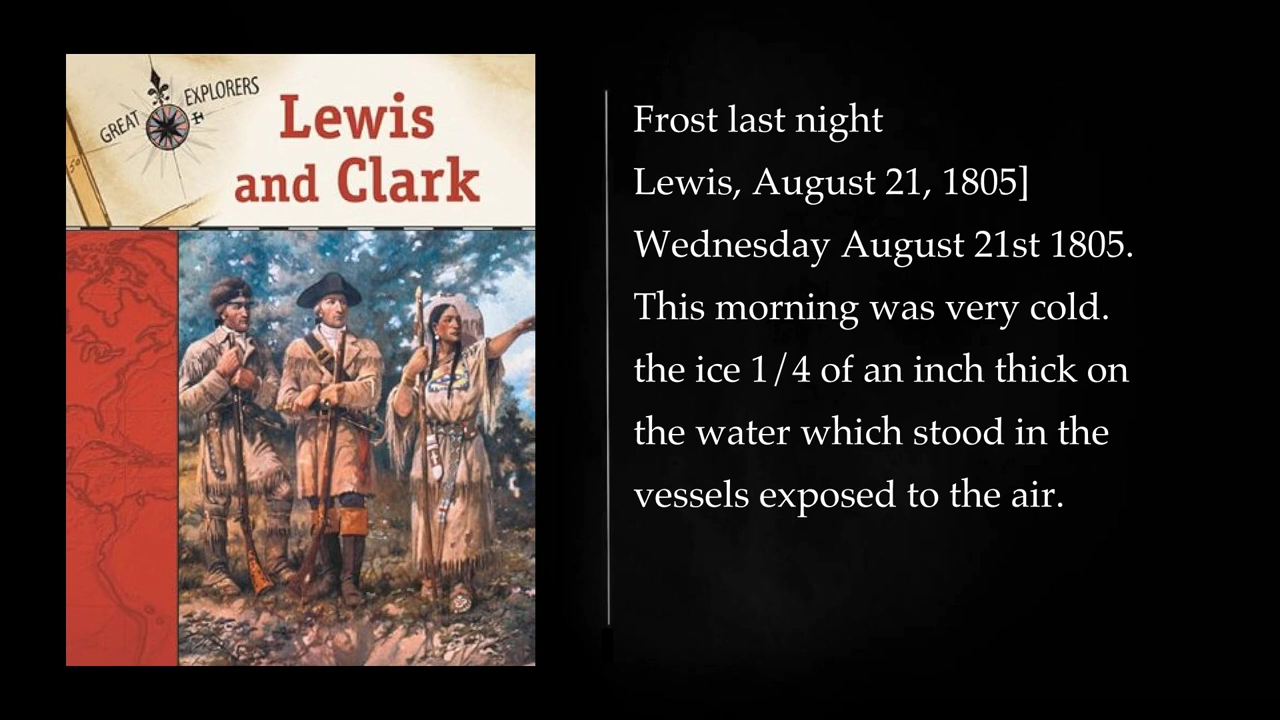 GREAT EXPLORERS
Lewis
and Clark
50
Frost last night
Lewis, August 21, 1805]
Wednesday August 21st 1805.
This morning was very cold.
the ice 1/4 of an inch thick on
the water which stood in the
vessels exposed to the air.